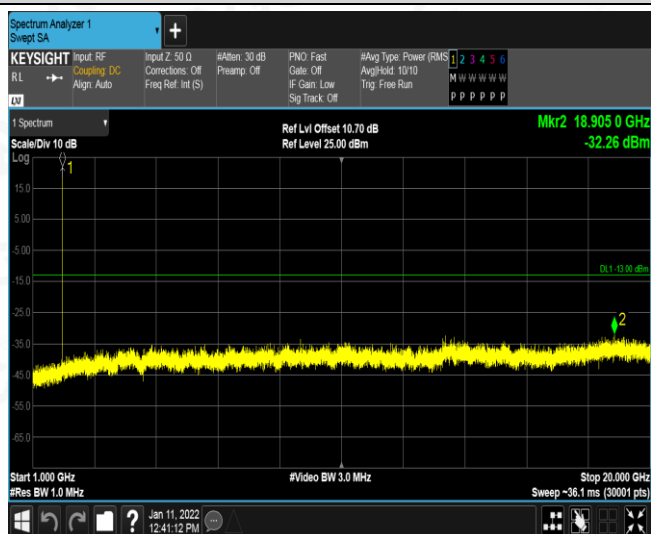 Spectrum Analyzer 1
Swept SA
+
KEYSIGHT
RL
LXI
Input: RF
Coupling: DC
Align: Auto
Input Z: 50 Ω
Corrections: Off
Freq Ref: Int (S)
#Atten: 30 dB
Preamp: Off
PNO: Fast
Gate: Off
IF Gain: Low
Sig Track: Off
#Avg Type: Power (RMS
Avg|Hold: 10/10
Trig: Free Run
1 2 3 4 5 6
M W W W W W
P P P P P P
1 Spectrum
Scale/Div 10 dB
Ref Lvl Offset 10.70 dB
Ref Level 25.00 dBm
Mkr2 18.905 0 GHz
-32.26 dBm
Log
1
15.0
5.00
-5.00
-15.0
DL1 -13.00 dBm
-25.0
2
-35.0
-45.0
-55.0
-65.0
Start 1.000 GHz
#Res BW 1.0 MHz
#Video BW 3.0 MHz
Stop 20.000 GHz
Sweep ~36.1 ms (30001 pts)
?
Jan 11, 2022
12:41:12 PM